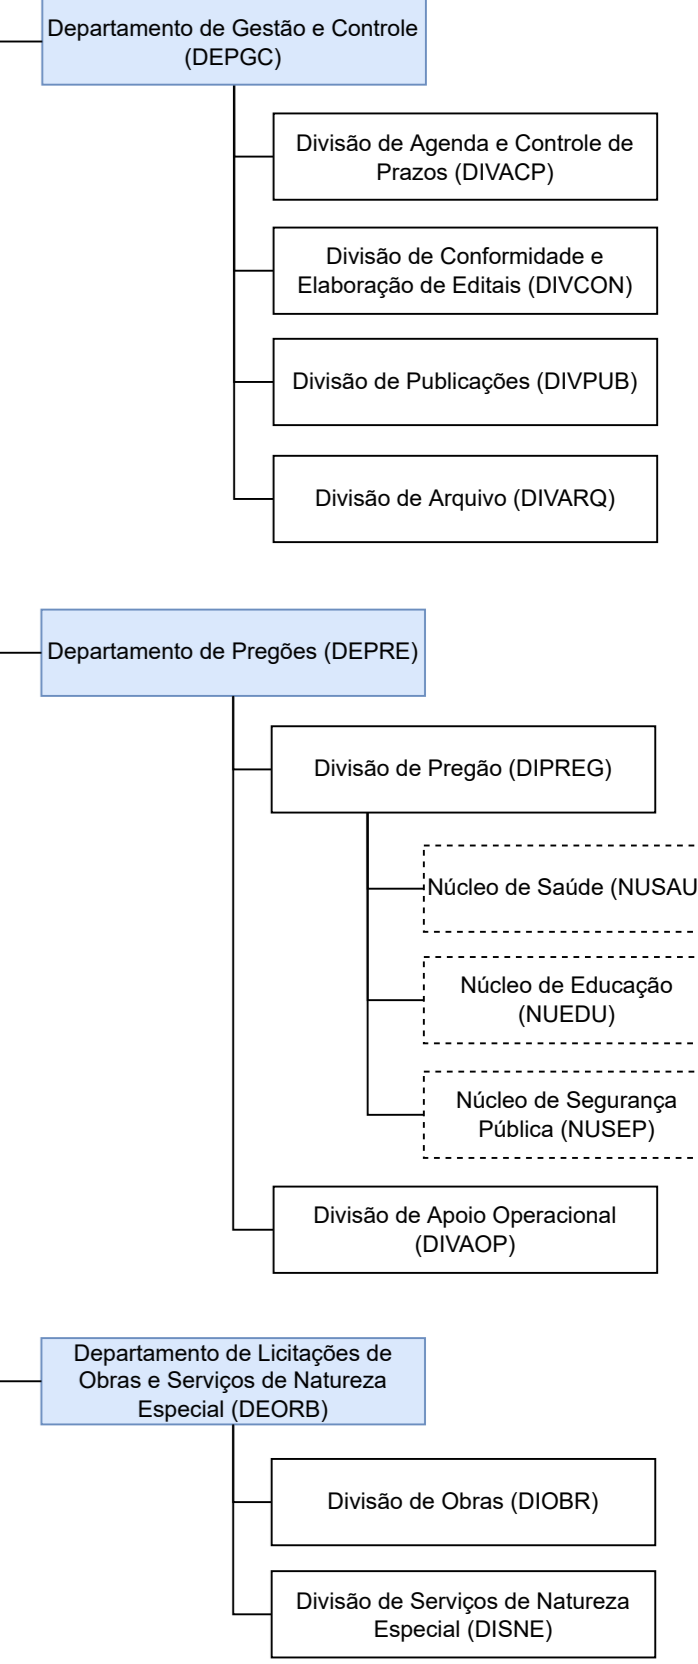 Departamento de Gestão e Controle
(DEPGC)
Divisão de Agenda e Controle de
Prazos (DIVACP)
Divisão de Conformidade e
Elaboração de Editais (DIVCON)
Divisão de Publicações (DIVPUB)
Divisão de Arquivo (DIVARQ)
Departamento de Pregões (DEPRE)
Divisão de Pregão (DIPREG)
Núcleo de Saúde (NUSAU
Núcleo de Educação
(NUEDU)
Núcleo de Segurança
Pública (NUSEP)
Divisão de Apoio Operacional
(DIVAOP)
Departamento de Licitações de
Obras e Serviços de Natureza
Especial (DEORB)
Divisão de Obras (DIOBR)
Divisão de Serviços de Natureza
Especial (DISNE)